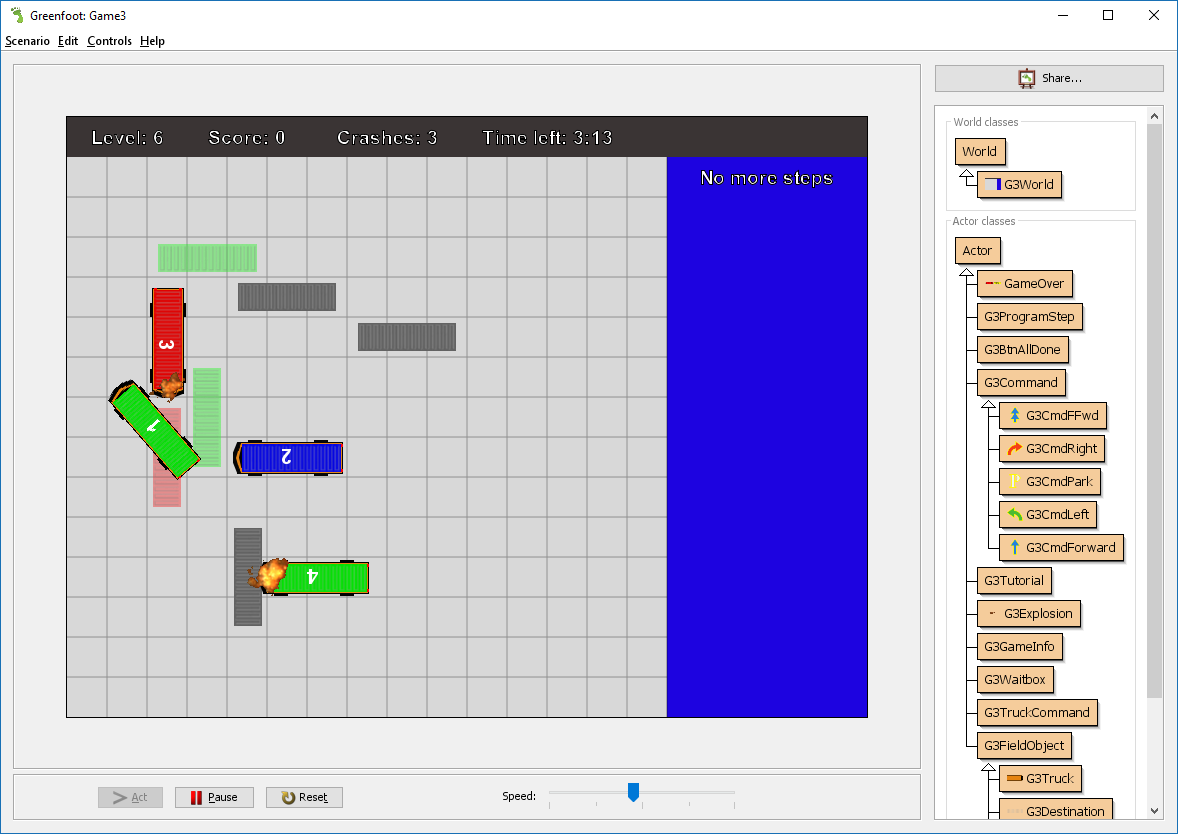 Greenfoot: Game3
Scenario Edit Controls Help
Share...
Level: 6 Score: 0 Crashes: 3 Time left: 3:13
No more steps
3
1
2
4
World classes
World
G3World
Actor classes
Actor
GameOver
G3ProgramStep
G3BtnAllDone
G3Command
G3CmdFFwd
G3CmdRight
P G3CmdPark
G3CmdLeft
G3CmdForward
G3Tutorial
G3Explosion
G3GameInfo
G3Waitbox
G3TruckCommand
G3FieldObject
G3Truck
G3Destination
Act Pause Reset Speed: